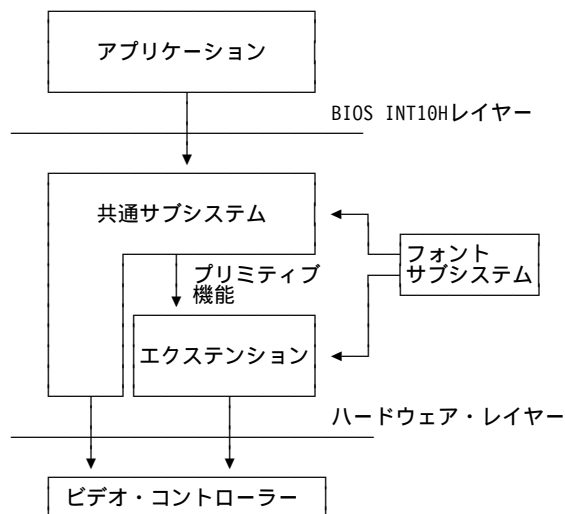 アプリケーション
BIOS INT10Hレイヤー
共通サブシステム
フォント
サブシステム
プリミティブ
機能
エクステンション
ハードウェア・レイヤー
ビデオ・コントローラー